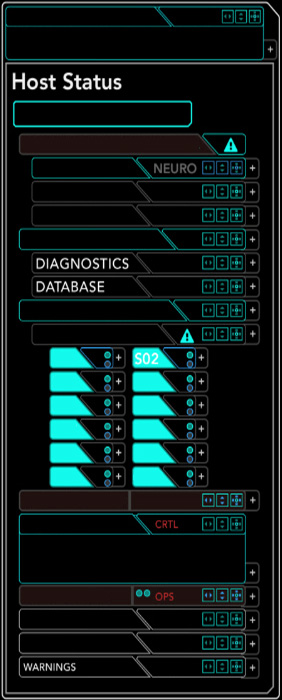 Host Status
NEURO
DIAGNOSTICS
DATABASE
S02
CRTL
OPS
WARNINGS